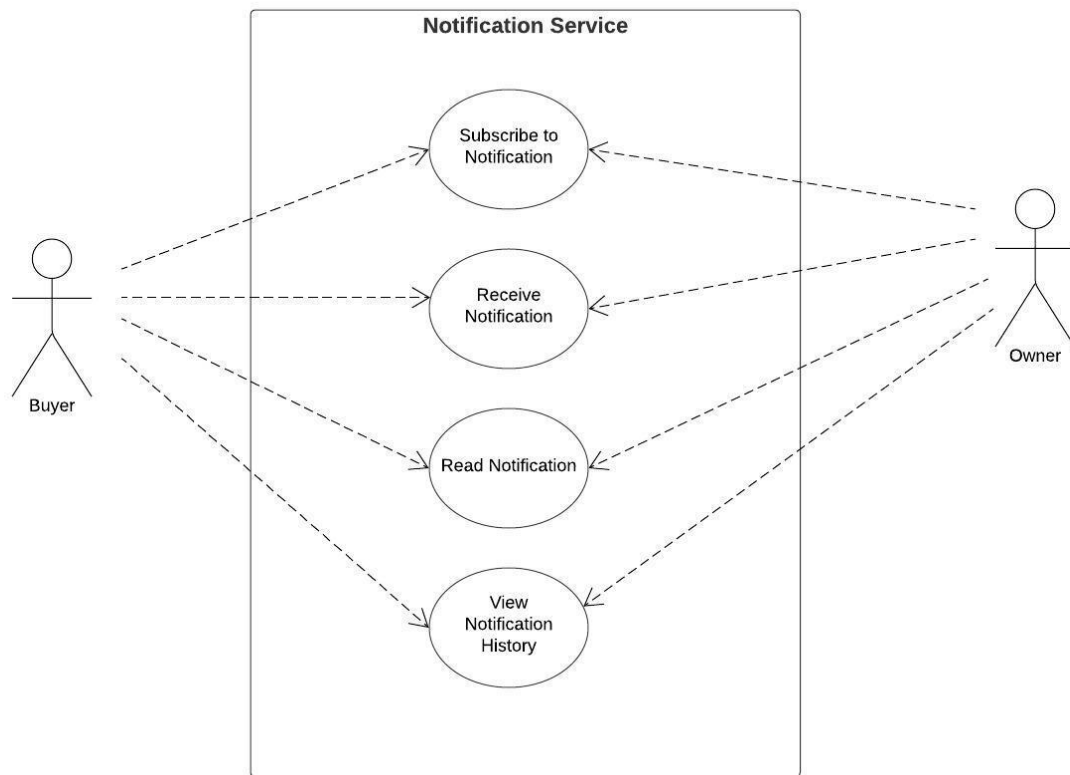 Notification Service
Subscribe to
Notification
Receive
Notification
Buyer
Owner
Read Notification
View
Notification
History